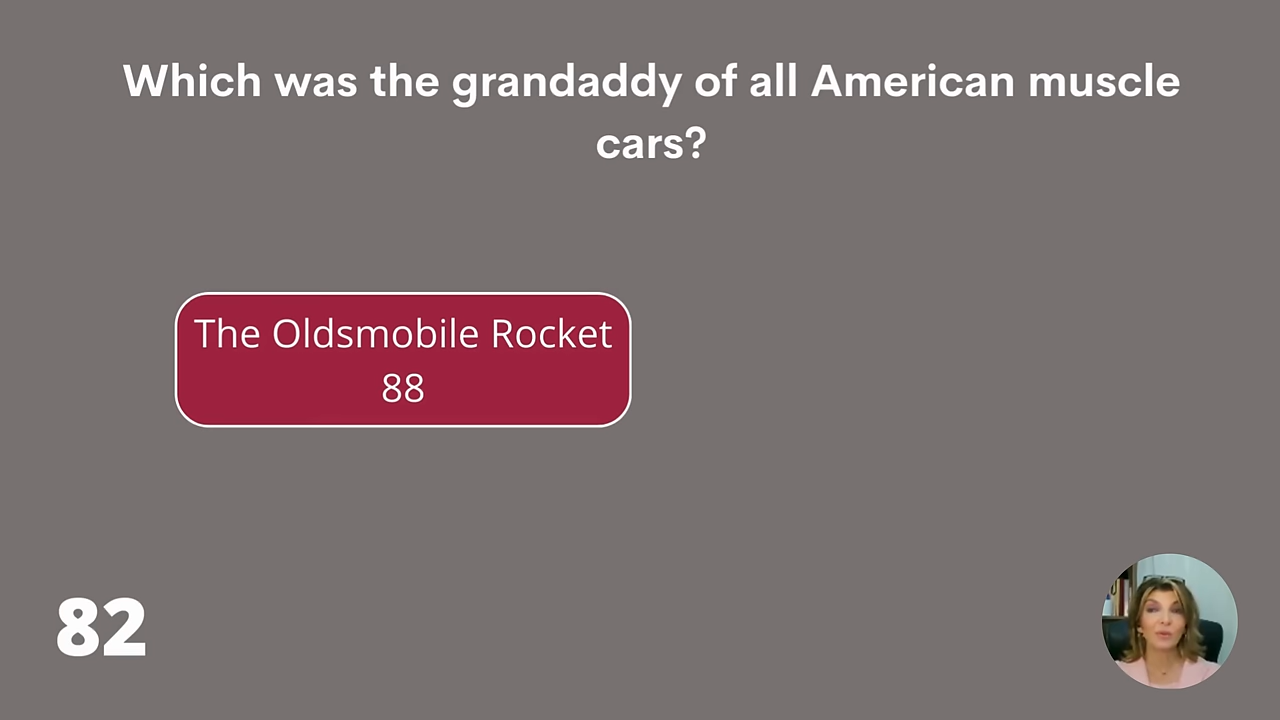 Which was the grandaddy of all American muscle
cars?
The Oldsmobile Rocket
88
82